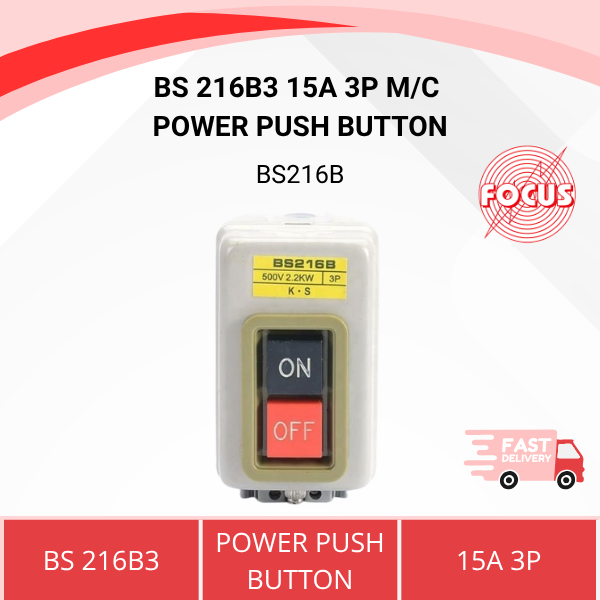 BS 216B3 15A 3P M/C
POWER PUSH BUTTON
BS216B
FOCUS
BS216B
500V 2.2KW 3P
K · S
ON
OFF
FAST
DELIVERY
BS 216B3
POWER PUSH
BUTTON
15A 3P